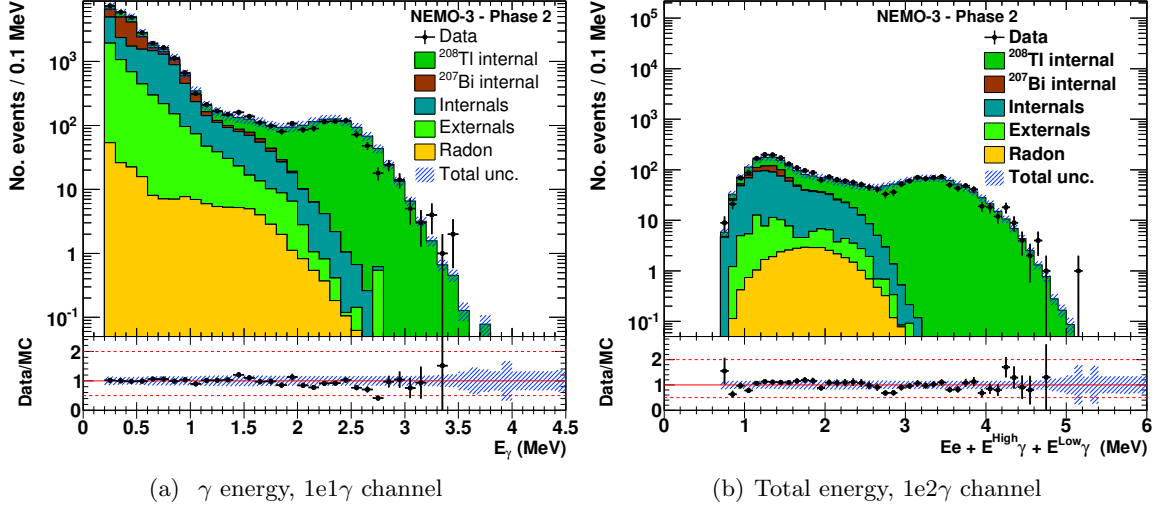 NEMO-3 - Phase 2
Data
²⁰⁸Tl internal
²⁰⁷Bi internal
Internals
Externals
Radon
Total unc.
No. events / 0.1 MeV
10³
10²
10
1
10⁻¹
Data/MC
2
1
0
0 0.5 1 1.5 2 2.5 3 3.5 4 4.5
E_γ (MeV)
(a) γ energy, 1e1γ channel
NEMO-3 - Phase 2
Data
²⁰⁸Tl internal
²⁰⁷Bi internal
Internals
Externals
Radon
Total unc.
No. events / 0.1 MeV
10⁵
10⁴
10³
10²
10
1
10⁻¹
Data/MC
2
1
0
0 1 2 3 4 5 6
Ee + E^High γ + E^Low γ (MeV)
(b) Total energy, 1e2γ channel